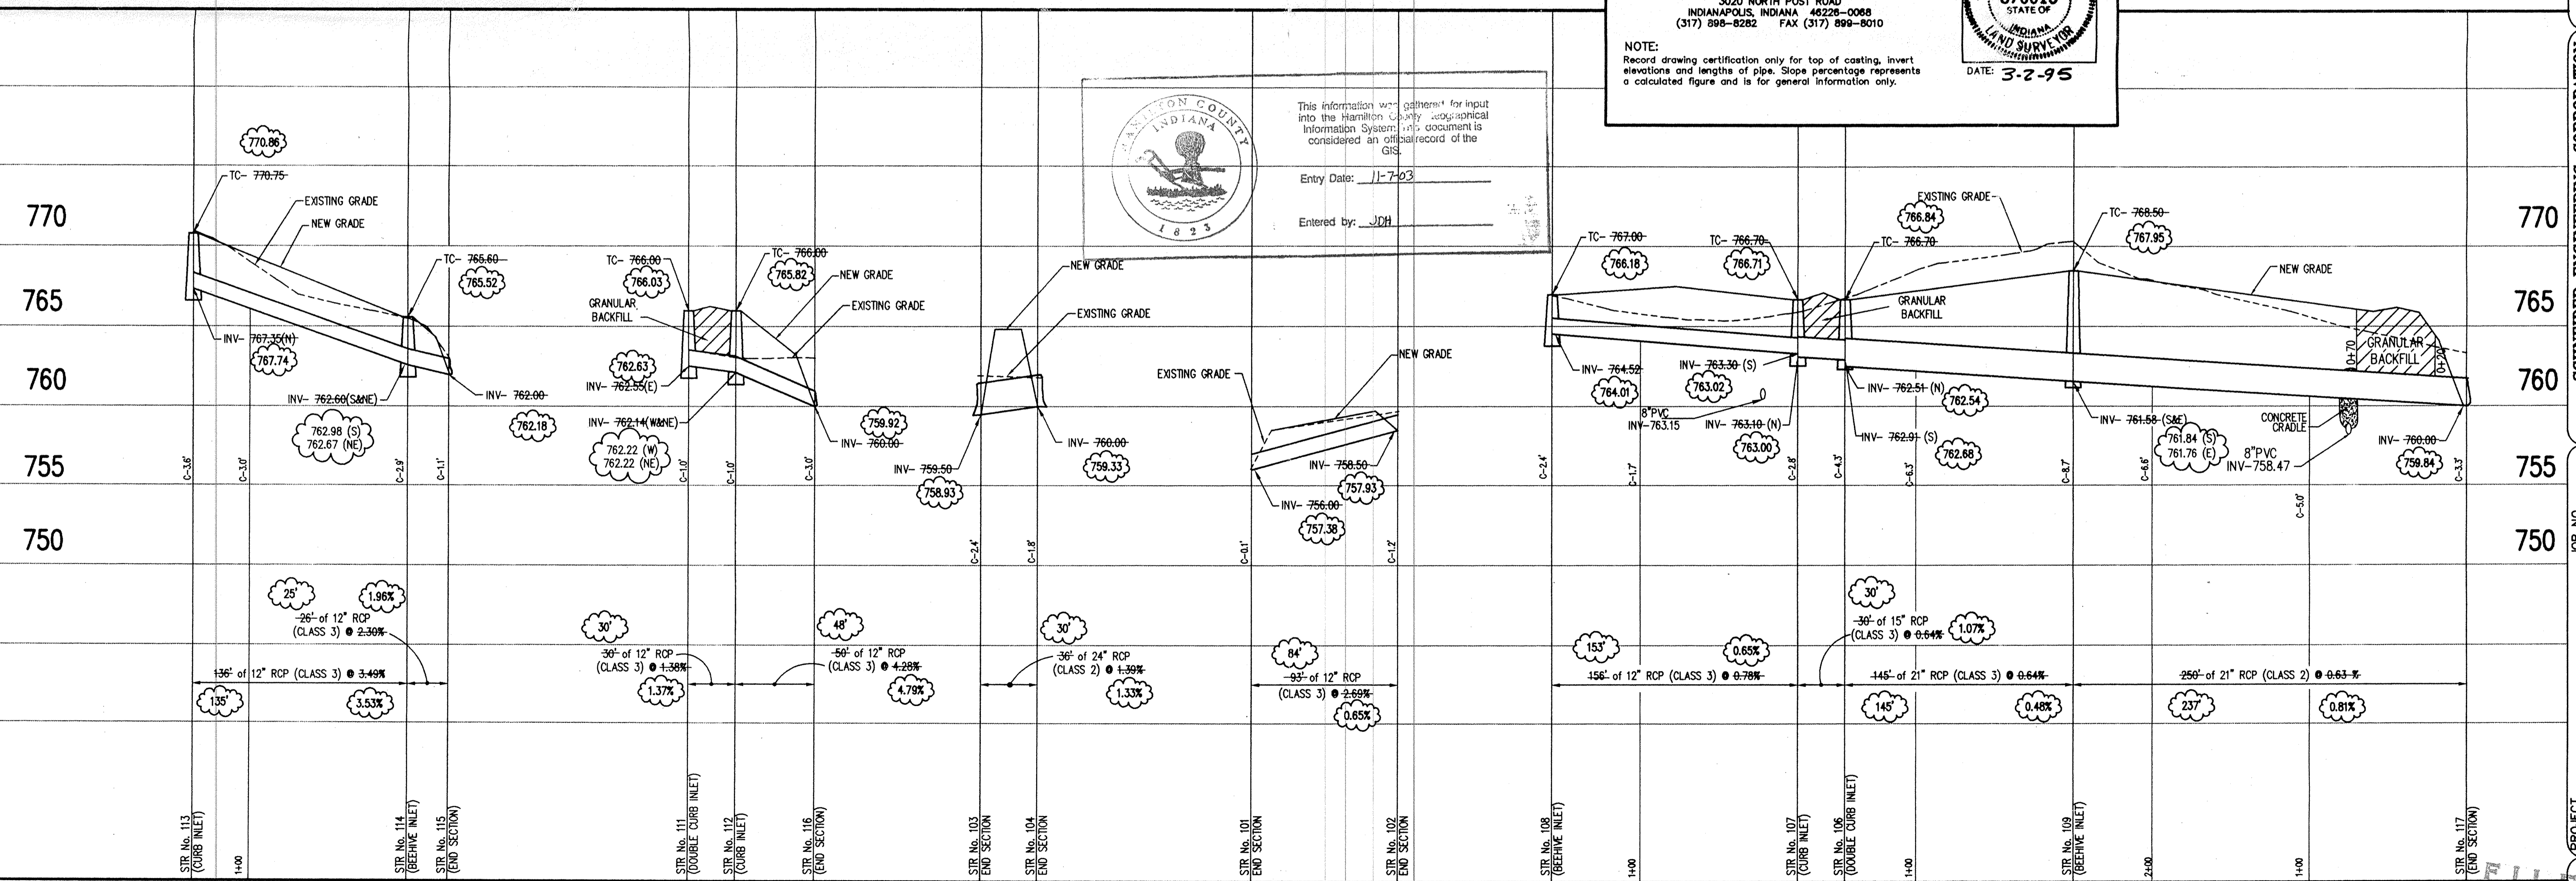 3020 NORTH POST ROAD
INDIANAPOLIS, INDIANA 46226-0068
(317) 898-8282 FAX (317) 899-8010
STATE OF
INDIANA
LAND SURVEYOR
NOTE:
Record drawing certification only for top of casting, invert
elevations and lengths of pipe. Slope percentage represents
a calculated figure and is for general information only.
DATE: 3-2-95
HAMILTON COUNTY
INDIANA
1823
This information was gathered for input
into the Hamilton County Geographical
Information System. This document is
considered an official record of the
GIS.
Entry Date: 11-7-03
Entered by: JDH
770
765
760
755
750
770
765
760
755
750
770.86
TC- 770.75
EXISTING GRADE
NEW GRADE
TC- 765.60
765.52
INV- 767.35(N)
767.74
INV- 762.60(S&NE)
762.98 (S)
762.67 (NE)
INV- 762.00
762.18
C-3.6'
C-3.0'
C-2.9'
C-1.1'
25'
1.96%
26' of 12" RCP
(CLASS 3) @ 2.30%
136' of 12" RCP (CLASS 3) @ 3.49%
135'
3.53%
STR No. 113
(CURB INLET)
1+00
STR No. 114
(BEEHIVE INLET)
STR No. 115
(END SECTION)
TC- 766.00
766.03
GRANULAR
BACKFILL
TC- 766.00
765.82
NEW GRADE
EXISTING GRADE
762.63
INV- 762.55(E)
INV- 762.14(W&NE)
762.22 (W)
762.22 (NE)
759.92
INV- 760.00
C-1.0'
C-1.0'
C-3.0'
30'
30' of 12" RCP
(CLASS 3) @ 1.38%
1.37%
48'
50' of 12" RCP
(CLASS 3) @ 4.28%
4.79%
STR No. 111
(DOUBLE CURB INLET)
STR No. 112
(CURB INLET)
STR No. 116
(END SECTION)
NEW GRADE
EXISTING GRADE
INV- 759.50
758.93
INV- 760.00
759.33
C-2.4'
C-1.8'
30'
36' of 24" RCP
(CLASS 2) @ 1.39%
1.33%
STR No. 103
END SECTION
STR No. 104
END SECTION
EXISTING GRADE
NEW GRADE
INV- 758.50
757.93
INV- 756.00
757.38
C-0.1'
C-1.2'
84'
93' of 12" RCP
(CLASS 3) @ 2.69%
0.65%
STR No. 101
END SECTION
STR No. 102
END SECTION
TC- 767.00
766.18
TC- 766.70
766.71
766.84
TC- 766.70
EXISTING GRADE
TC- 768.50
767.95
NEW GRADE
GRANULAR
BACKFILL
GRANULAR
BACKFILL
0+70
0+20
INV- 764.52
764.01
INV- 763.30 (S)
763.02
8"PVC
INV-763.15
INV- 763.10 (N)
763.00
INV- 762.51 (N)
762.54
INV- 762.91 (S)
762.68
INV- 761.58 (S&E)
761.84 (S)
761.76 (E)
CONCRETE
CRADLE
8"PVC
INV-758.47
INV- 760.00
759.84
C-2.4'
C-1.7'
C-2.8'
C-4.3'
C-6.3'
C-8.7'
C-6.6'
C-5.0'
C-3.3'
153'
0.65%
156' of 12" RCP (CLASS 3) @ 0.78%
30'
30' of 15" RCP
(CLASS 3) @ 0.64%
1.07%
145' of 21" RCP (CLASS 3) @ 0.64%
145'
0.48%
250' of 21" RCP (CLASS 2) @ 0.63 %
237'
0.81%
STR No. 108
(BEEHIVE INLET)
1+00
STR No. 107
(CURB INLET)
STR No. 106
(DOUBLE CURB INLET)
1+00
STR No. 109
(BEEHIVE INLET)
2+00
1+00
STR No. 117
(END SECTION)
JOB NO.
PROJECT